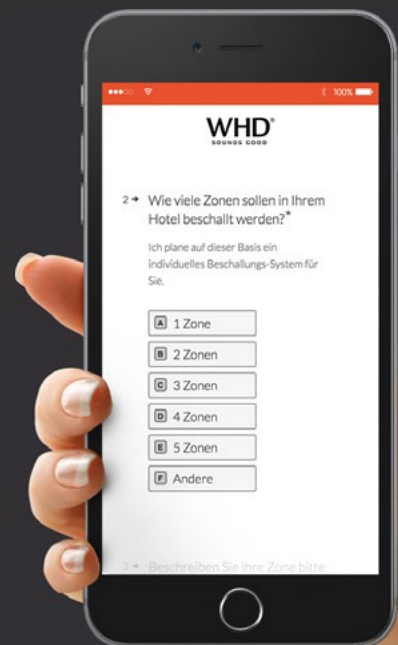 100%
WHD®
SOUNDS GOOD
2 → Wie viele Zonen sollen in Ihrem
Hotel beschallt werden?*
Ich plane auf dieser Basis ein
individuelles Beschallungs-System für
Sie.
A 1 Zone
B 2 Zonen
C 3 Zonen
D 4 Zonen
E 5 Zonen
F Andere
3 → Beschreiben Sie ihre Zone bitte